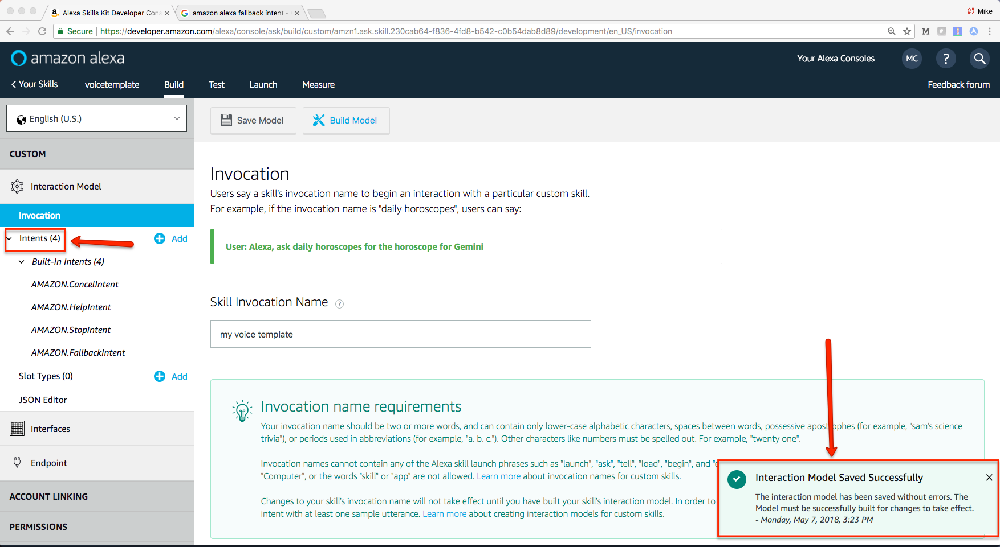 Alexa Skills Kit Developer Con
amazon alexa fallback intent -
Mike
Secure
https://developer.amazon.com/alexa/console/ask/build/custom/amzn1.ask.skill.230cab64-f836-4fd8-b542-c0b54dab8d89/development/en_US/invocation
M
amazon alexa
Your Alexa Consoles
MC
?
Your Skills
voicetemplate
Build
Test
Launch
Measure
Feedback forum
English (U.S.)
Save Model
Build Model
CUSTOM
Interaction Model
Invocation
Intents (4)
Add
Built-In Intents (4)
AMAZON.CancelIntent
AMAZON.HelpIntent
AMAZON.StopIntent
AMAZON.FallbackIntent
Slot Types (0)
Add
JSON Editor
Interfaces
Endpoint
ACCOUNT LINKING
PERMISSIONS
Invocation
Users say a skill's invocation name to begin an interaction with a particular custom skill.
For example, if the invocation name is "daily horoscopes", users can say:
User: Alexa, ask daily horoscopes for the horoscope for Gemini
Skill Invocation Name
?
my voice template
Invocation name requirements
Your invocation name should be two or more words, and can contain only lower-case alphabetic characters, spaces between words, possessive apostrophes (for example, "sam's science
trivia"), or periods used in abbreviations (for example, "a. b. c."). Other characters like numbers must be spelled out. For example, "twenty one".
Invocation names cannot contain any of the Alexa skill launch phrases such as "launch", "ask", "tell", "load", "begin", and
"Computer", or the words "skill" or "app" are not allowed. Learn more about invocation names for custom skills.
Changes to your skill's invocation name will not take effect until you have built your skill's interaction model. In order to
intent with at least one sample utterance. Learn more about creating interaction models for custom skills.
Interaction Model Saved Successfully
The interaction model has been saved without errors. The
Model must be successfully built for changes to take effect.
- Monday, May 7, 2018, 3:23 PM